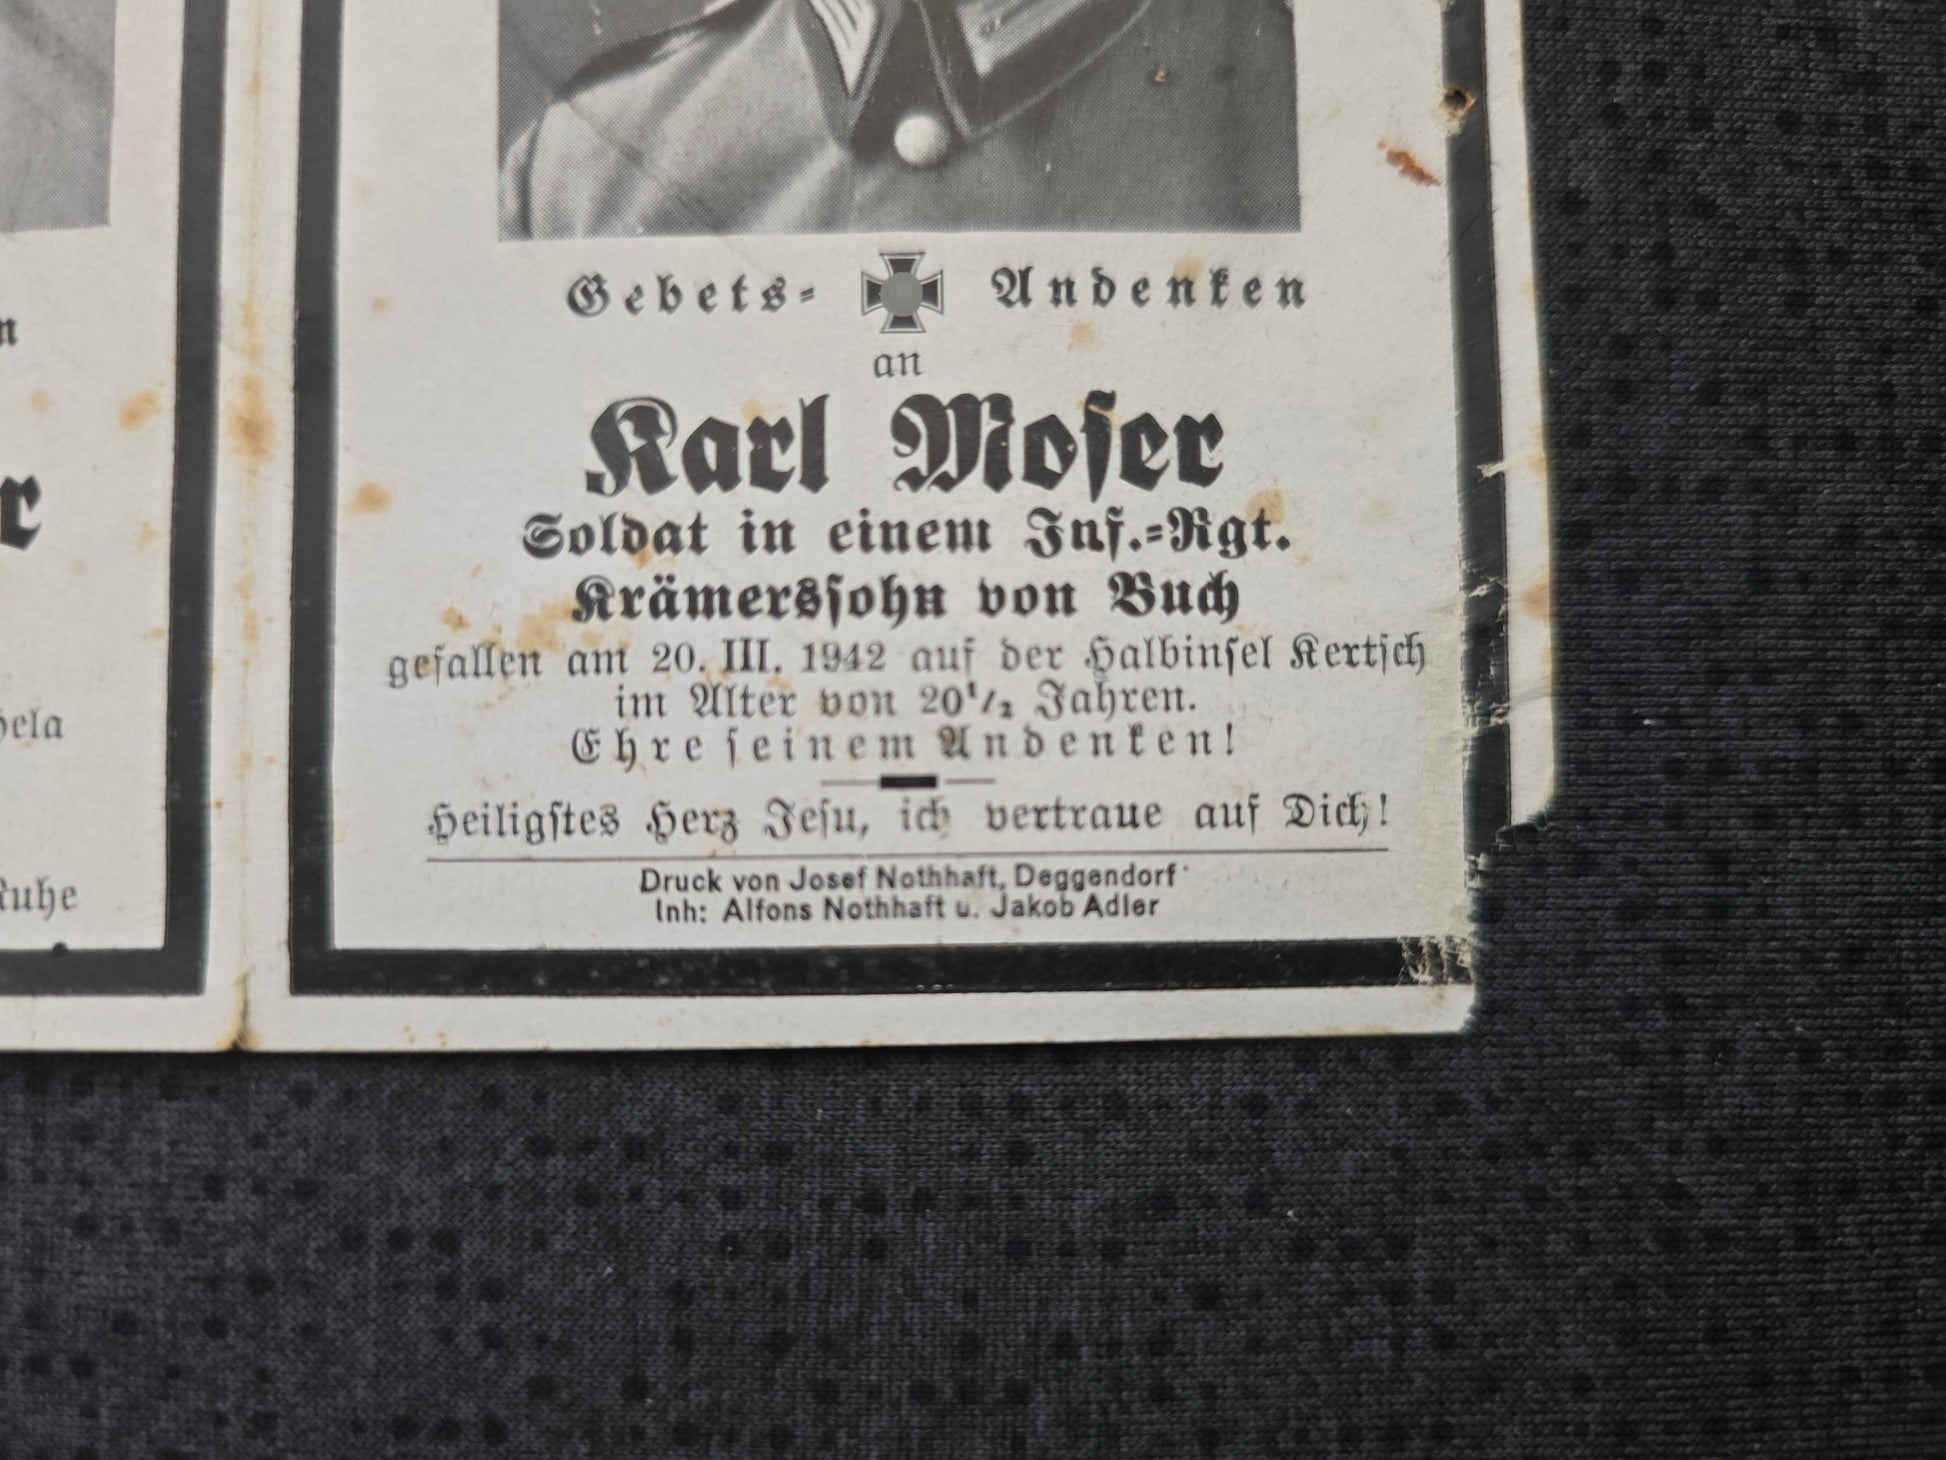 n
r
hela
Ruhe
Gebets- Andenken
an
Karl Moser
Soldat in einem Inf.-Rgt.
Krämerssohn von Buch
gefallen am 20. III. 1942 auf der Halbinsel Kertsch
im Alter von 20½ Jahren.
Ehre seinem Andenken!
Heiligstes Herz Jesu, ich vertraue auf Dich!
Druck von Josef Nothhaft, Deggendorf
Inh: Alfons Nothhaft u. Jakob Adler